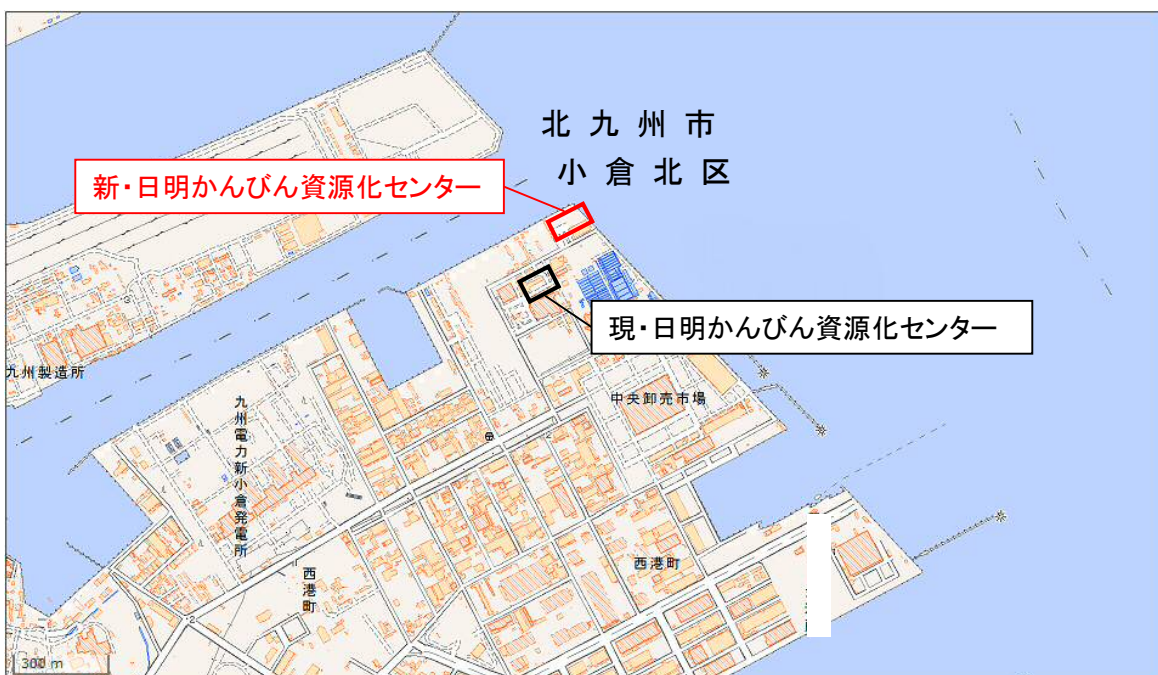 北九州市
小倉北区
新・日明かんびん資源化センター
現・日明かんびん資源化センター
九州製造所
中央卸売市場
九州電力新小倉発電所
西港町
西港町
2
2
300 m